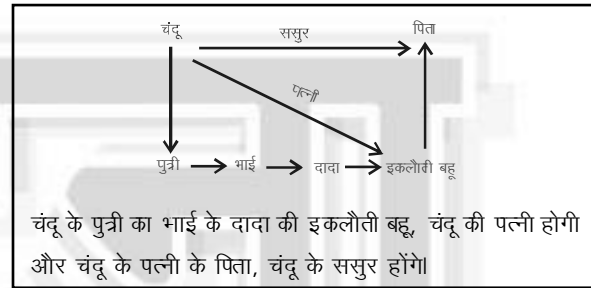 चंदू ससुर पिता
पत्नी
पुत्री भाई दादा इकलौती बहू
चंदू के पुत्री का भाई के दादा की इकलौती बहू, चंदू की पत्नी होगी
और चंदू के पत्नी के पिता, चंदू के ससुर होंगे।